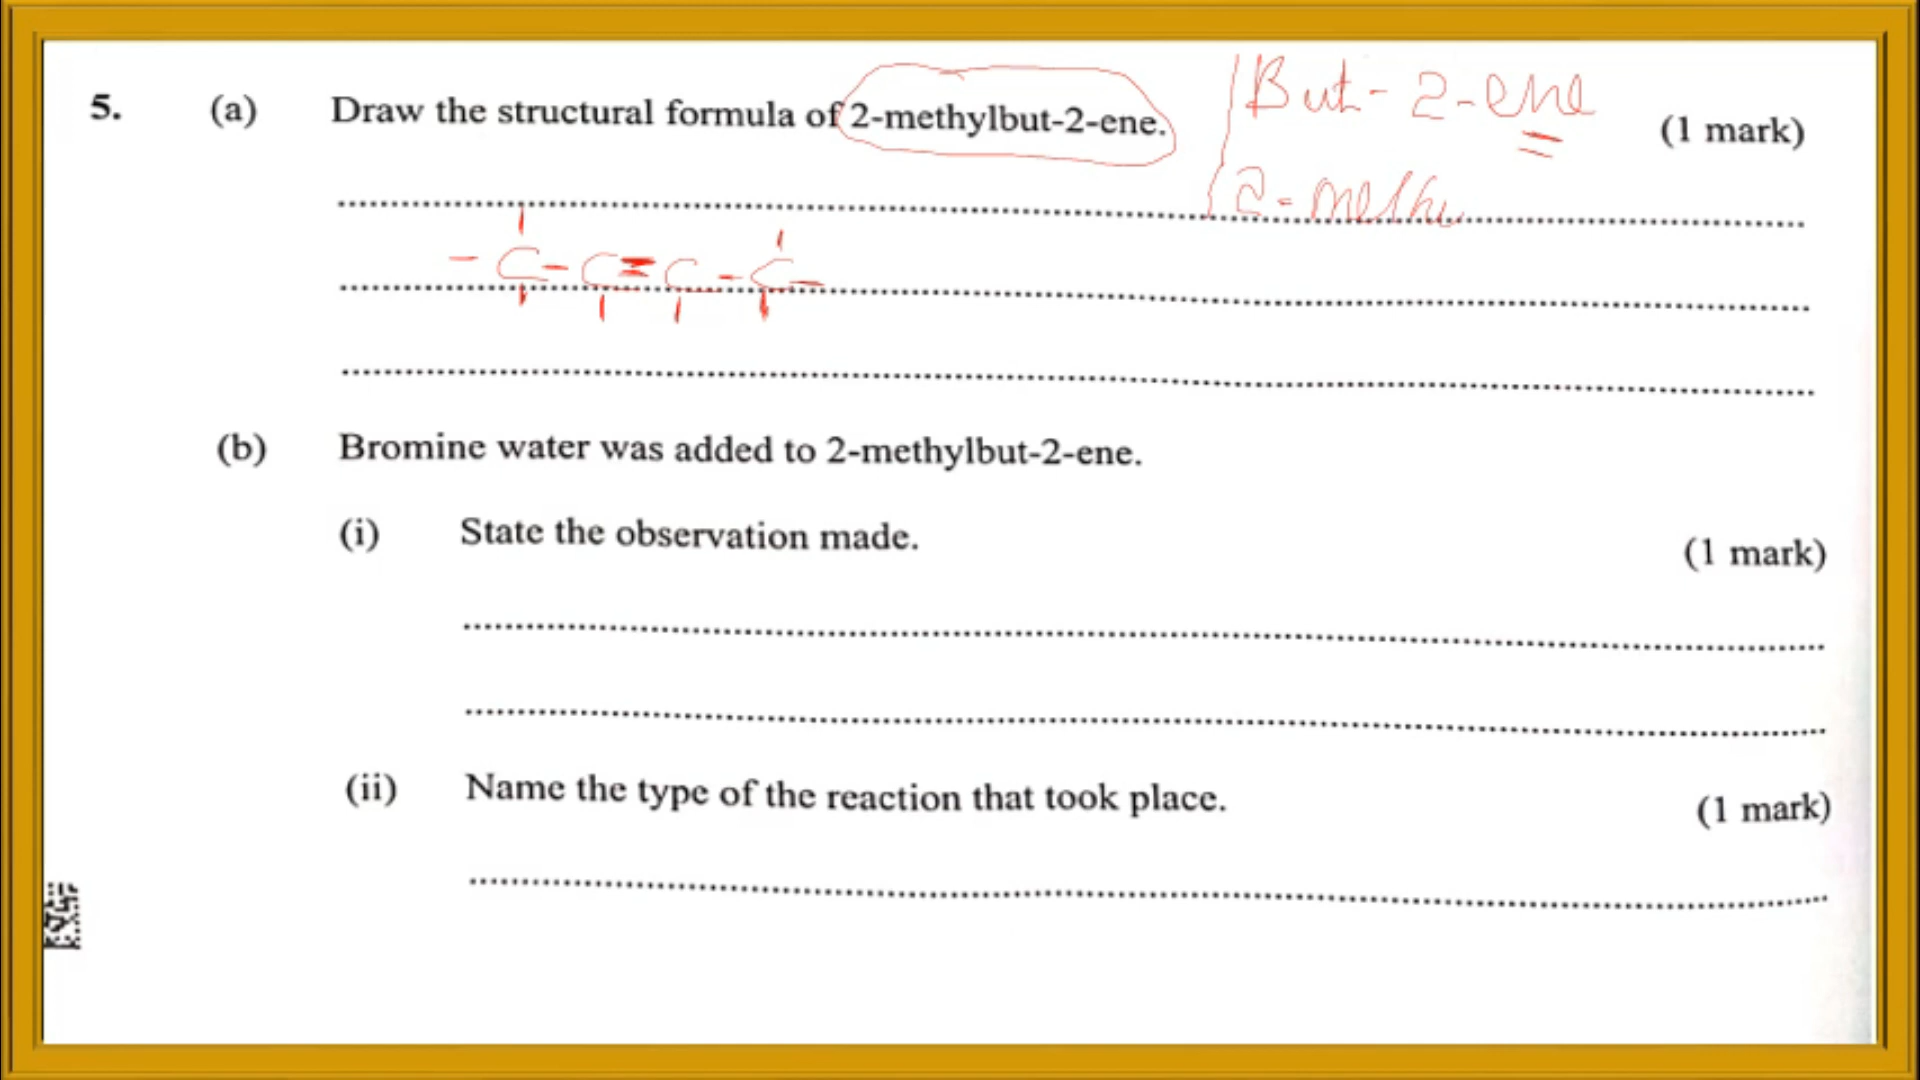 5. (a) Draw the structural formula of 2-methylbut-2-ene. (1 mark)
But-2-ene
2-methy
- C - C = C - C -
(b) Bromine water was added to 2-methylbut-2-ene.
(i) State the observation made. (1 mark)
(ii) Name the type of the reaction that took place. (1 mark)